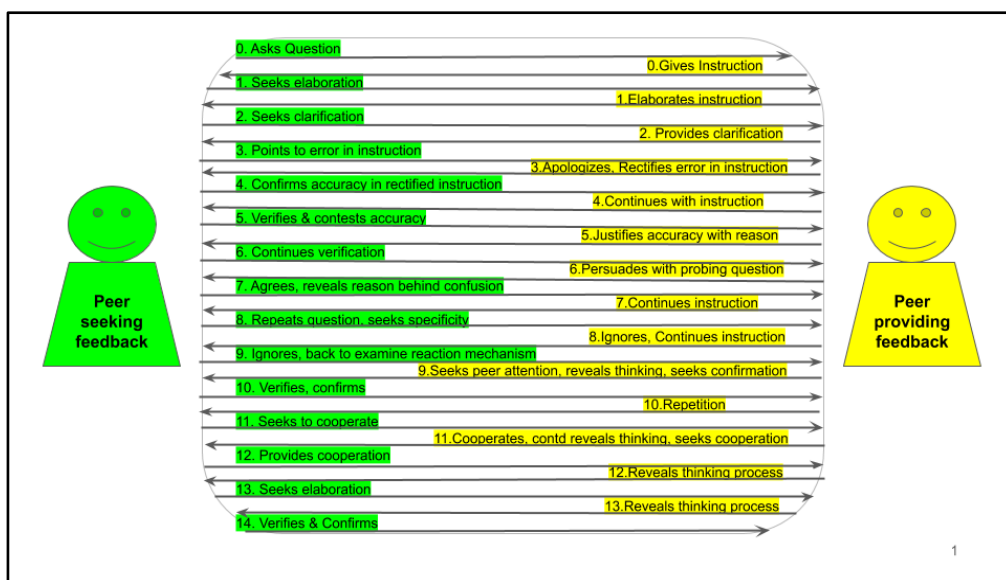 0. Asks Question
0.Gives Instruction
1. Seeks elaboration
1.Elaborates instruction
2. Seeks clarification
2. Provides clarification
3. Points to error in instruction
3.Apologizes, Rectifies error in instruction
4. Confirms accuracy in rectified instruction
4.Continues with instruction
5. Verifies & contests accuracy
5.Justifies accuracy with reason
6. Continues verification
6.Persuades with probing question
7. Agrees, reveals reason behind confusion
7.Continues instruction
8. Repeats question, seeks specificity
8.Ignores, Continues instruction
9. Ignores, back to examine reaction mechanism
9.Seeks peer attention, reveals thinking, seeks confirmation
10. Verifies, confirms
10.Repetition
11. Seeks to cooperate
11.Cooperates, contd reveals thinking, seeks cooperation
12. Provides cooperation
12.Reveals thinking process
13. Seeks elaboration
13.Reveals thinking process
14. Verifies & Confirms
Peer
seeking
feedback
Peer
providing
feedback
1